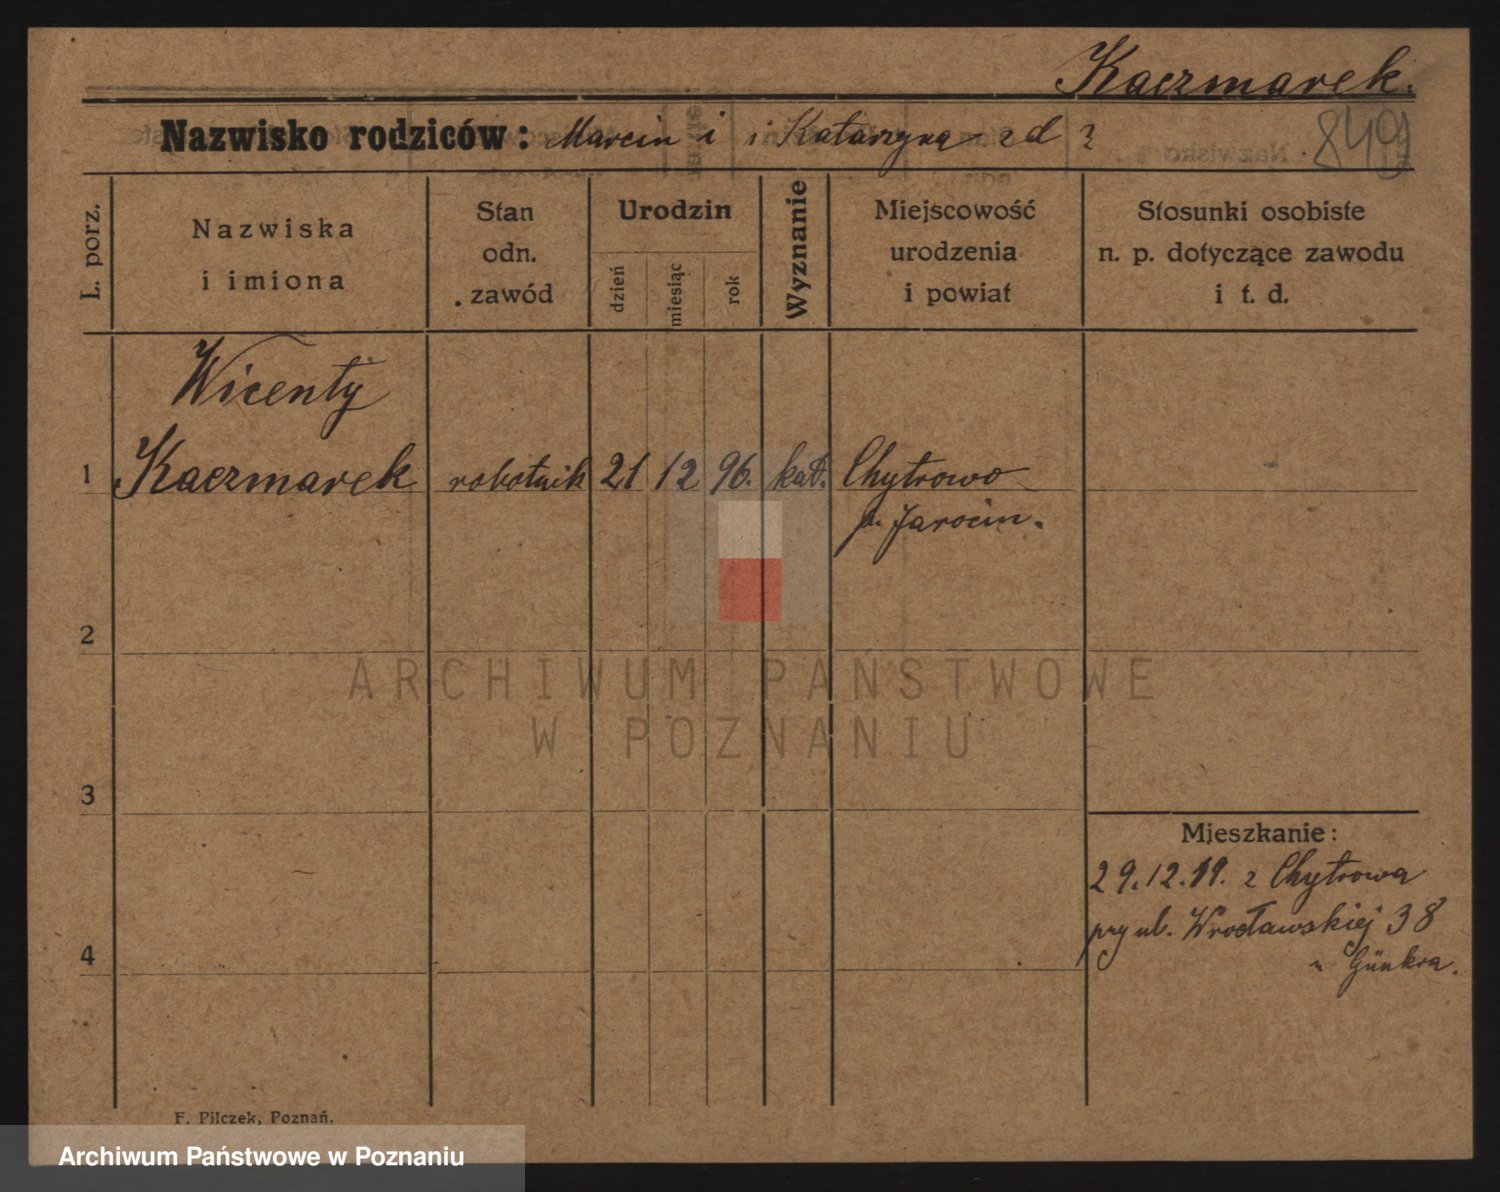 Kaczmarek.
Nazwisko rodziców: Marcin i i Katarzyna zd ?
849
L. porz.
Nazwiska
i imiona
Stan
odn.
zawód
Urodzin
dzień
miesiąc
rok
Wyznanie
Miejscowość
urodzenia
i powiat
Stosunki osobiste
n. p. dotyczące zawodu
i t. d.
Wicenty
1 Kaczmarek robotnik 21 12 96. kat. Chytrowo
p. Jarocin.
2
ARCHIWUM PAŃSTWOWE
W POZNANIU
3
Mieszkanie:
29.12.19. z Chytrowa
przy ul. Wrocławskiej 38
4
F. Pilczek, Poznań.
Archiwum Państwowe w Poznaniu